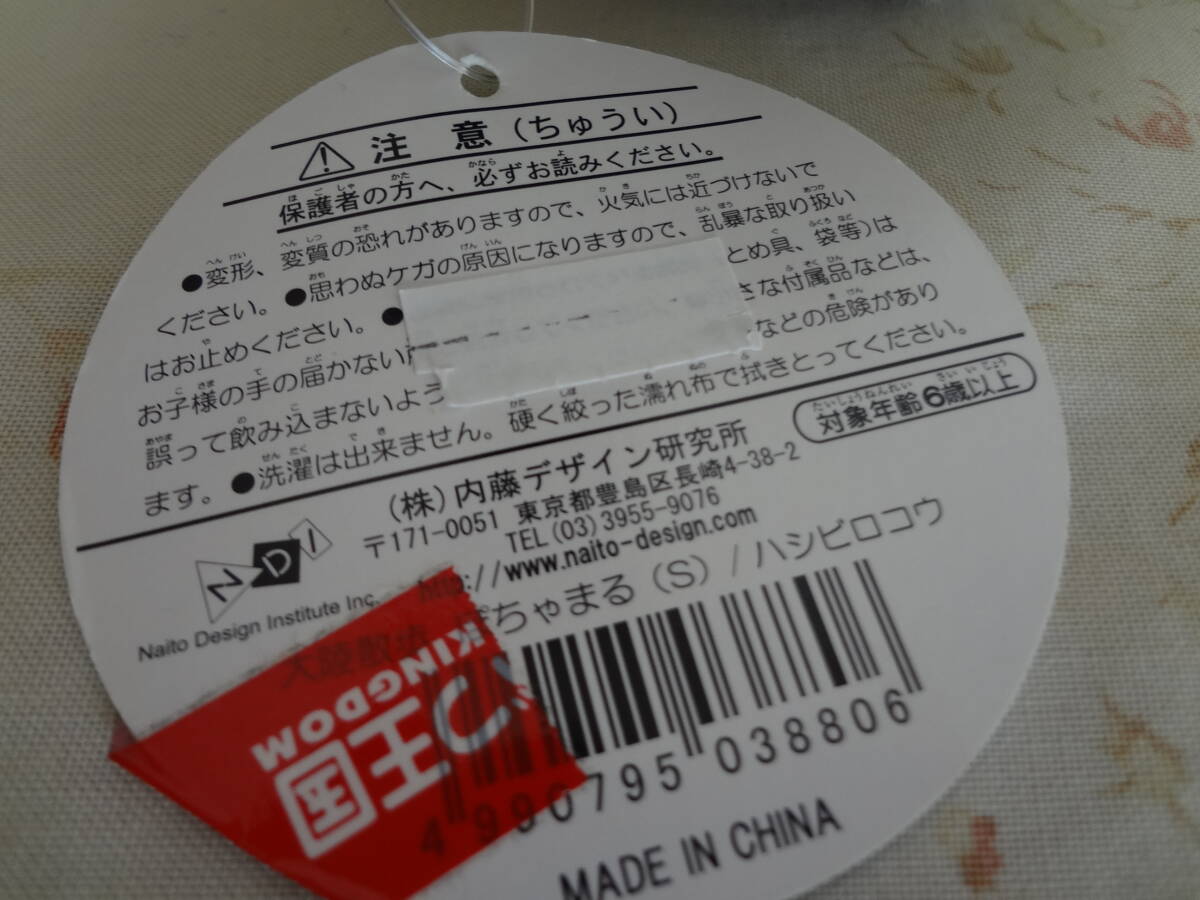 注意(ちゅうい)
保護者の方へ、必ずお読みください。
●変形、変質の恐れがありますので、火気には近づけないで
ください。●思わぬケガの原因になりますので、乱暴な取り扱い
はお止めください。● とめ具、袋等)は
お子様の手の届かない さな付属品などは、
誤って飲み込まないよう などの危険があり
ます。●洗濯は出来ません。硬く絞った濡れ布で拭きとってください。
対象年齢6歳以上
(株)内藤デザイン研究所
〒171-0051 東京都豊島区長崎4-38-2
TEL(03)3955-9076
http://www.naito-design.com
NDI
Naito Design Institute Inc.
大陸散歩 ぽちゃまる(S)/ハシビロコウ
王国
KINGDOM
4990795 038806
MADE IN CHINA